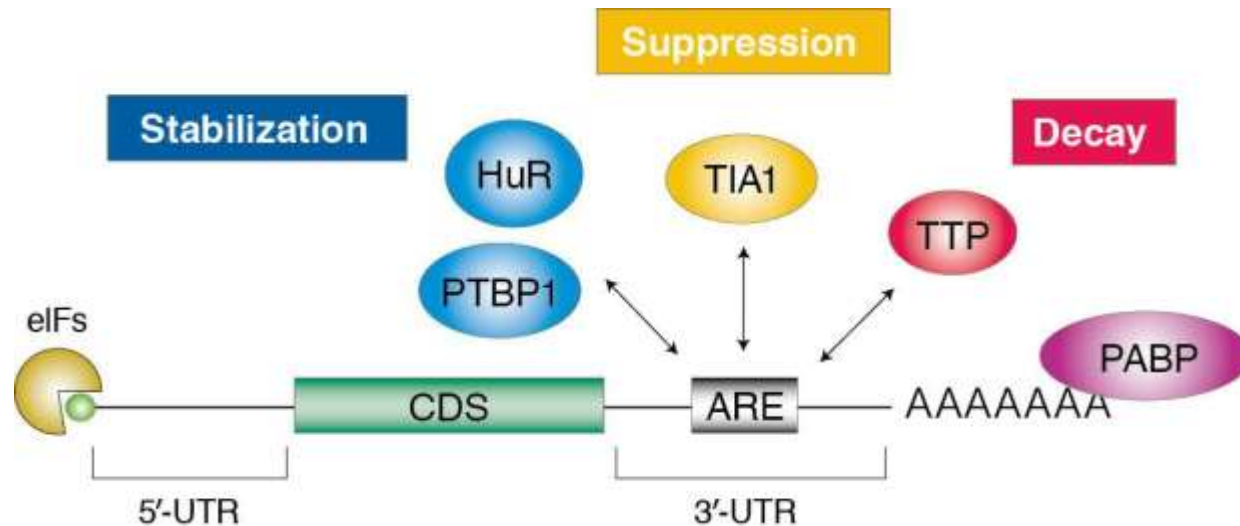 Suppression
Stabilization
Decay
HuR
TIA1
TTP
PTBP1
eIFs
PABP
CDS
ARE
AAAAAAA
5′-UTR
3′-UTR